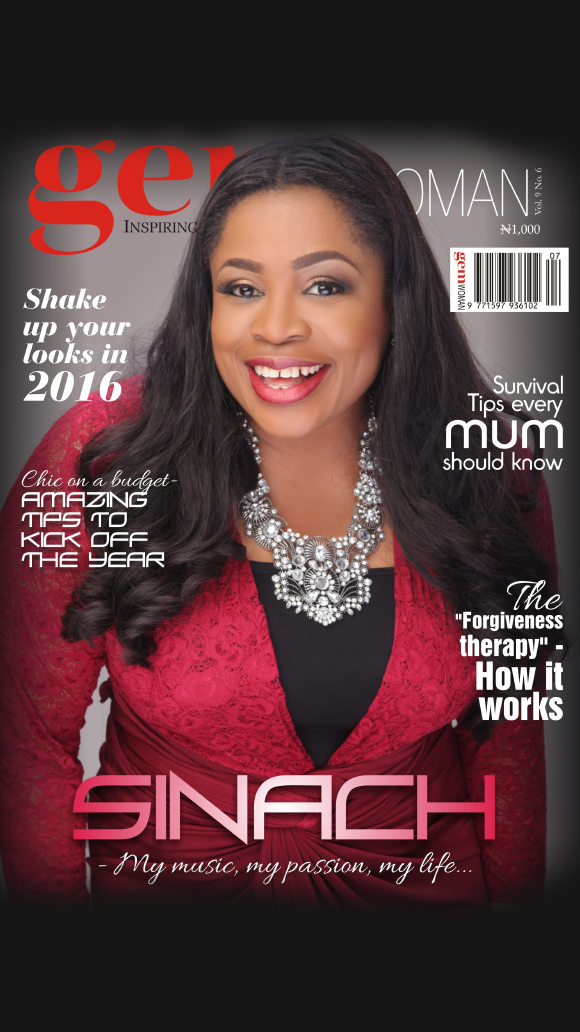 ge
OMAN
INSPIRING
Vol. 9 No. 6
₦1,000
gem WOMAN
07
9 771597 936102
Shake
up your
looks in
2016
Survival
Tips every
mum
should know
Chic on a budget-
AMAZING
TIPS TO
KICK OFF
THE YEAR
The
"Forgiveness
therapy" -
How it
works
SINACH
- My music, my passion, my life...